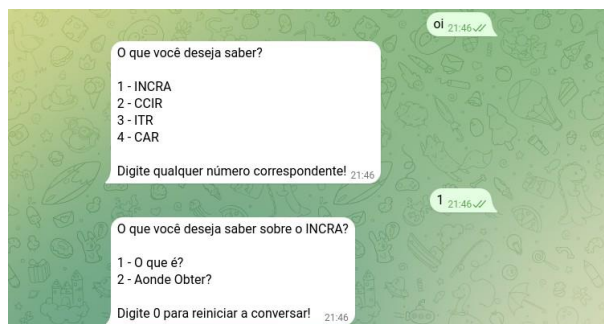 oi 21:46
O que você deseja saber?
1 - INCRA
2 - CCIR
3 - ITR
4 - CAR
Digite qualquer número correspondente! 21:46
1 21:46
O que você deseja saber sobre o INCRA?
1 - O que é?
2 - Aonde Obter?
Digite 0 para reiniciar a conversar! 21:46